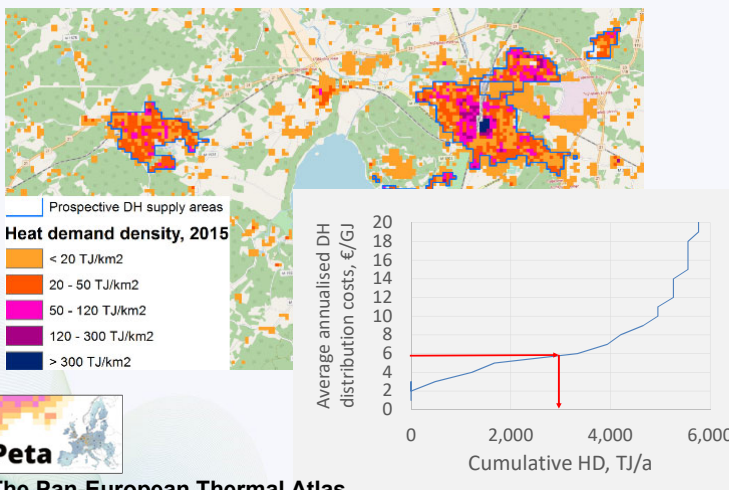 Prospective DH supply areas
Heat demand density, 2015
< 20 TJ/km2
20 - 50 TJ/km2
50 - 120 TJ/km2
120 - 300 TJ/km2
> 300 TJ/km2
Average annualised DH
distribution costs, €/GJ
20
18
16
14
12
10
8
6
4
2
0
0 2,000 4,000 6,000
Cumulative HD, TJ/a
Peta
The Pan-European Thermal Atlas